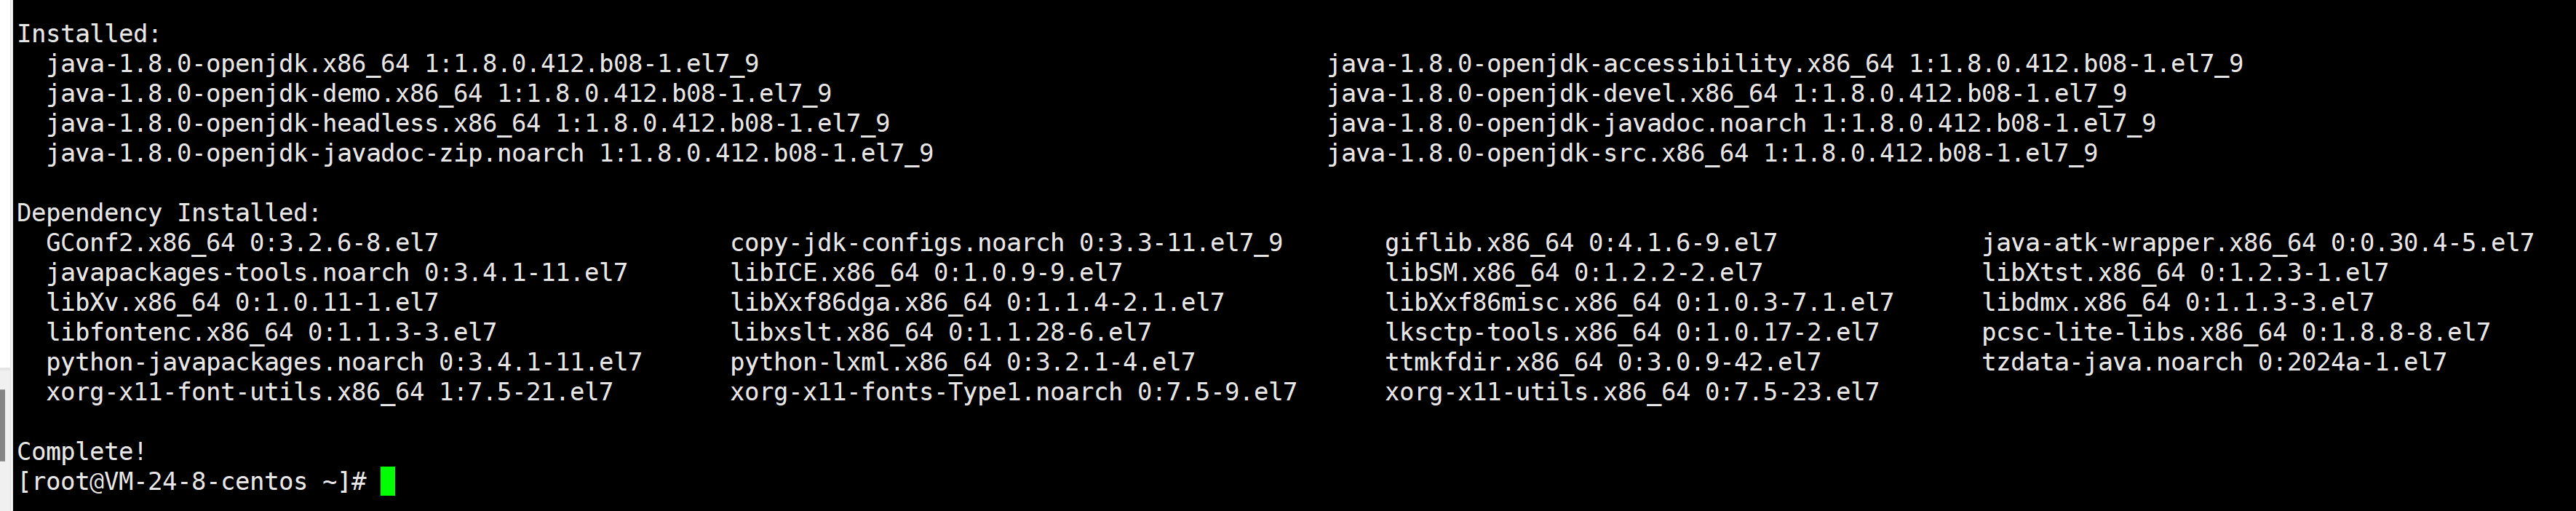 Installed:
java-1.8.0-openjdk.x86_64 1:1.8.0.412.b08-1.el7_9 java-1.8.0-openjdk-accessibility.x86_64 1:1.8.0.412.b08-1.el7_9
java-1.8.0-openjdk-demo.x86_64 1:1.8.0.412.b08-1.el7_9 java-1.8.0-openjdk-devel.x86_64 1:1.8.0.412.b08-1.el7_9
java-1.8.0-openjdk-headless.x86_64 1:1.8.0.412.b08-1.el7_9 java-1.8.0-openjdk-javadoc.noarch 1:1.8.0.412.b08-1.el7_9
java-1.8.0-openjdk-javadoc-zip.noarch 1:1.8.0.412.b08-1.el7_9 java-1.8.0-openjdk-src.x86_64 1:1.8.0.412.b08-1.el7_9
Dependency Installed:
GConf2.x86_64 0:3.2.6-8.el7 copy-jdk-configs.noarch 0:3.3-11.el7_9 giflib.x86_64 0:4.1.6-9.el7 java-atk-wrapper.x86_64 0:0.30.4-5.el7
javapackages-tools.noarch 0:3.4.1-11.el7 libICE.x86_64 0:1.0.9-9.el7 libSM.x86_64 0:1.2.2-2.el7 libXtst.x86_64 0:1.2.3-1.el7
libXv.x86_64 0:1.0.11-1.el7 libXxf86dga.x86_64 0:1.1.4-2.1.el7 libXxf86misc.x86_64 0:1.0.3-7.1.el7 libdmx.x86_64 0:1.1.3-3.el7
libfontenc.x86_64 0:1.1.3-3.el7 libxslt.x86_64 0:1.1.28-6.el7 lksctp-tools.x86_64 0:1.0.17-2.el7 pcsc-lite-libs.x86_64 0:1.8.8-8.el7
python-javapackages.noarch 0:3.4.1-11.el7 python-lxml.x86_64 0:3.2.1-4.el7 ttmkfdir.x86_64 0:3.0.9-42.el7 tzdata-java.noarch 0:2024a-1.el7
xorg-x11-font-utils.x86_64 1:7.5-21.el7 xorg-x11-fonts-Type1.noarch 0:7.5-9.el7 xorg-x11-utils.x86_64 0:7.5-23.el7
Complete!
[root@VM-24-8-centos ~]#